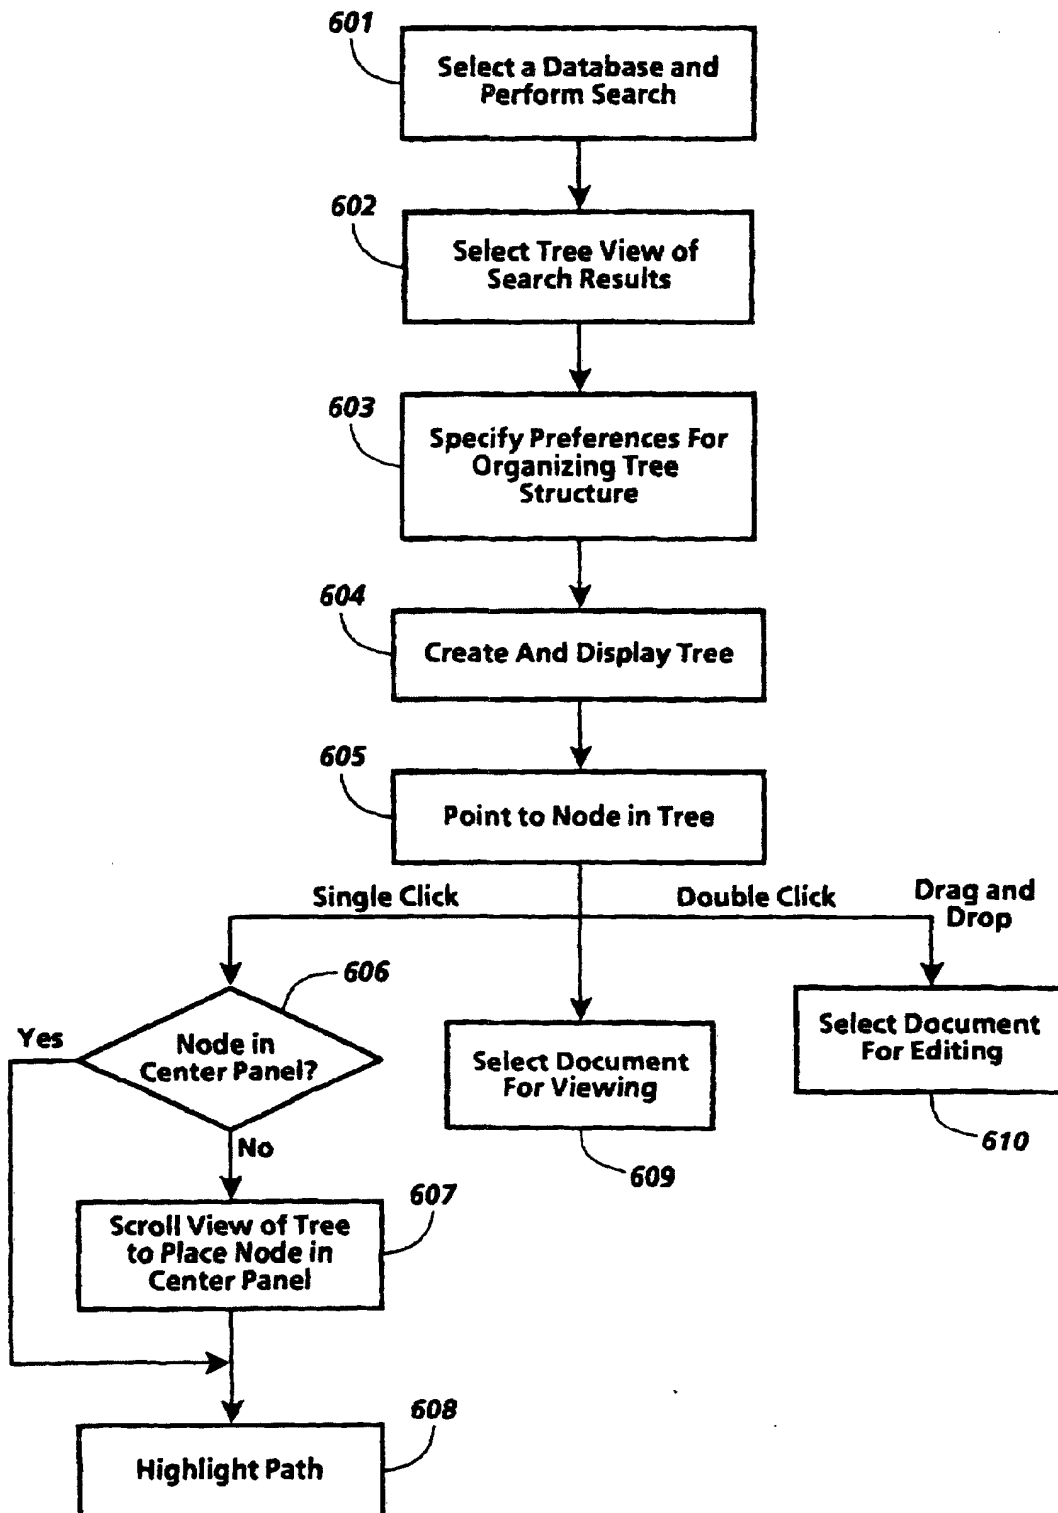 601
Select a Database and
Perform Search
602
Select Tree View of
Search Results
603
Specify Preferences For
Organizing Tree
Structure
604
Create And Display Tree
605
Point to Node in Tree
Single Click
Double Click
Drag and
Drop
606
Yes
Node in
Center Panel?
No
Select Document
For Viewing
609
Select Document
For Editing
610
607
Scroll View of Tree
to Place Node in
Center Panel
608
Highlight Path